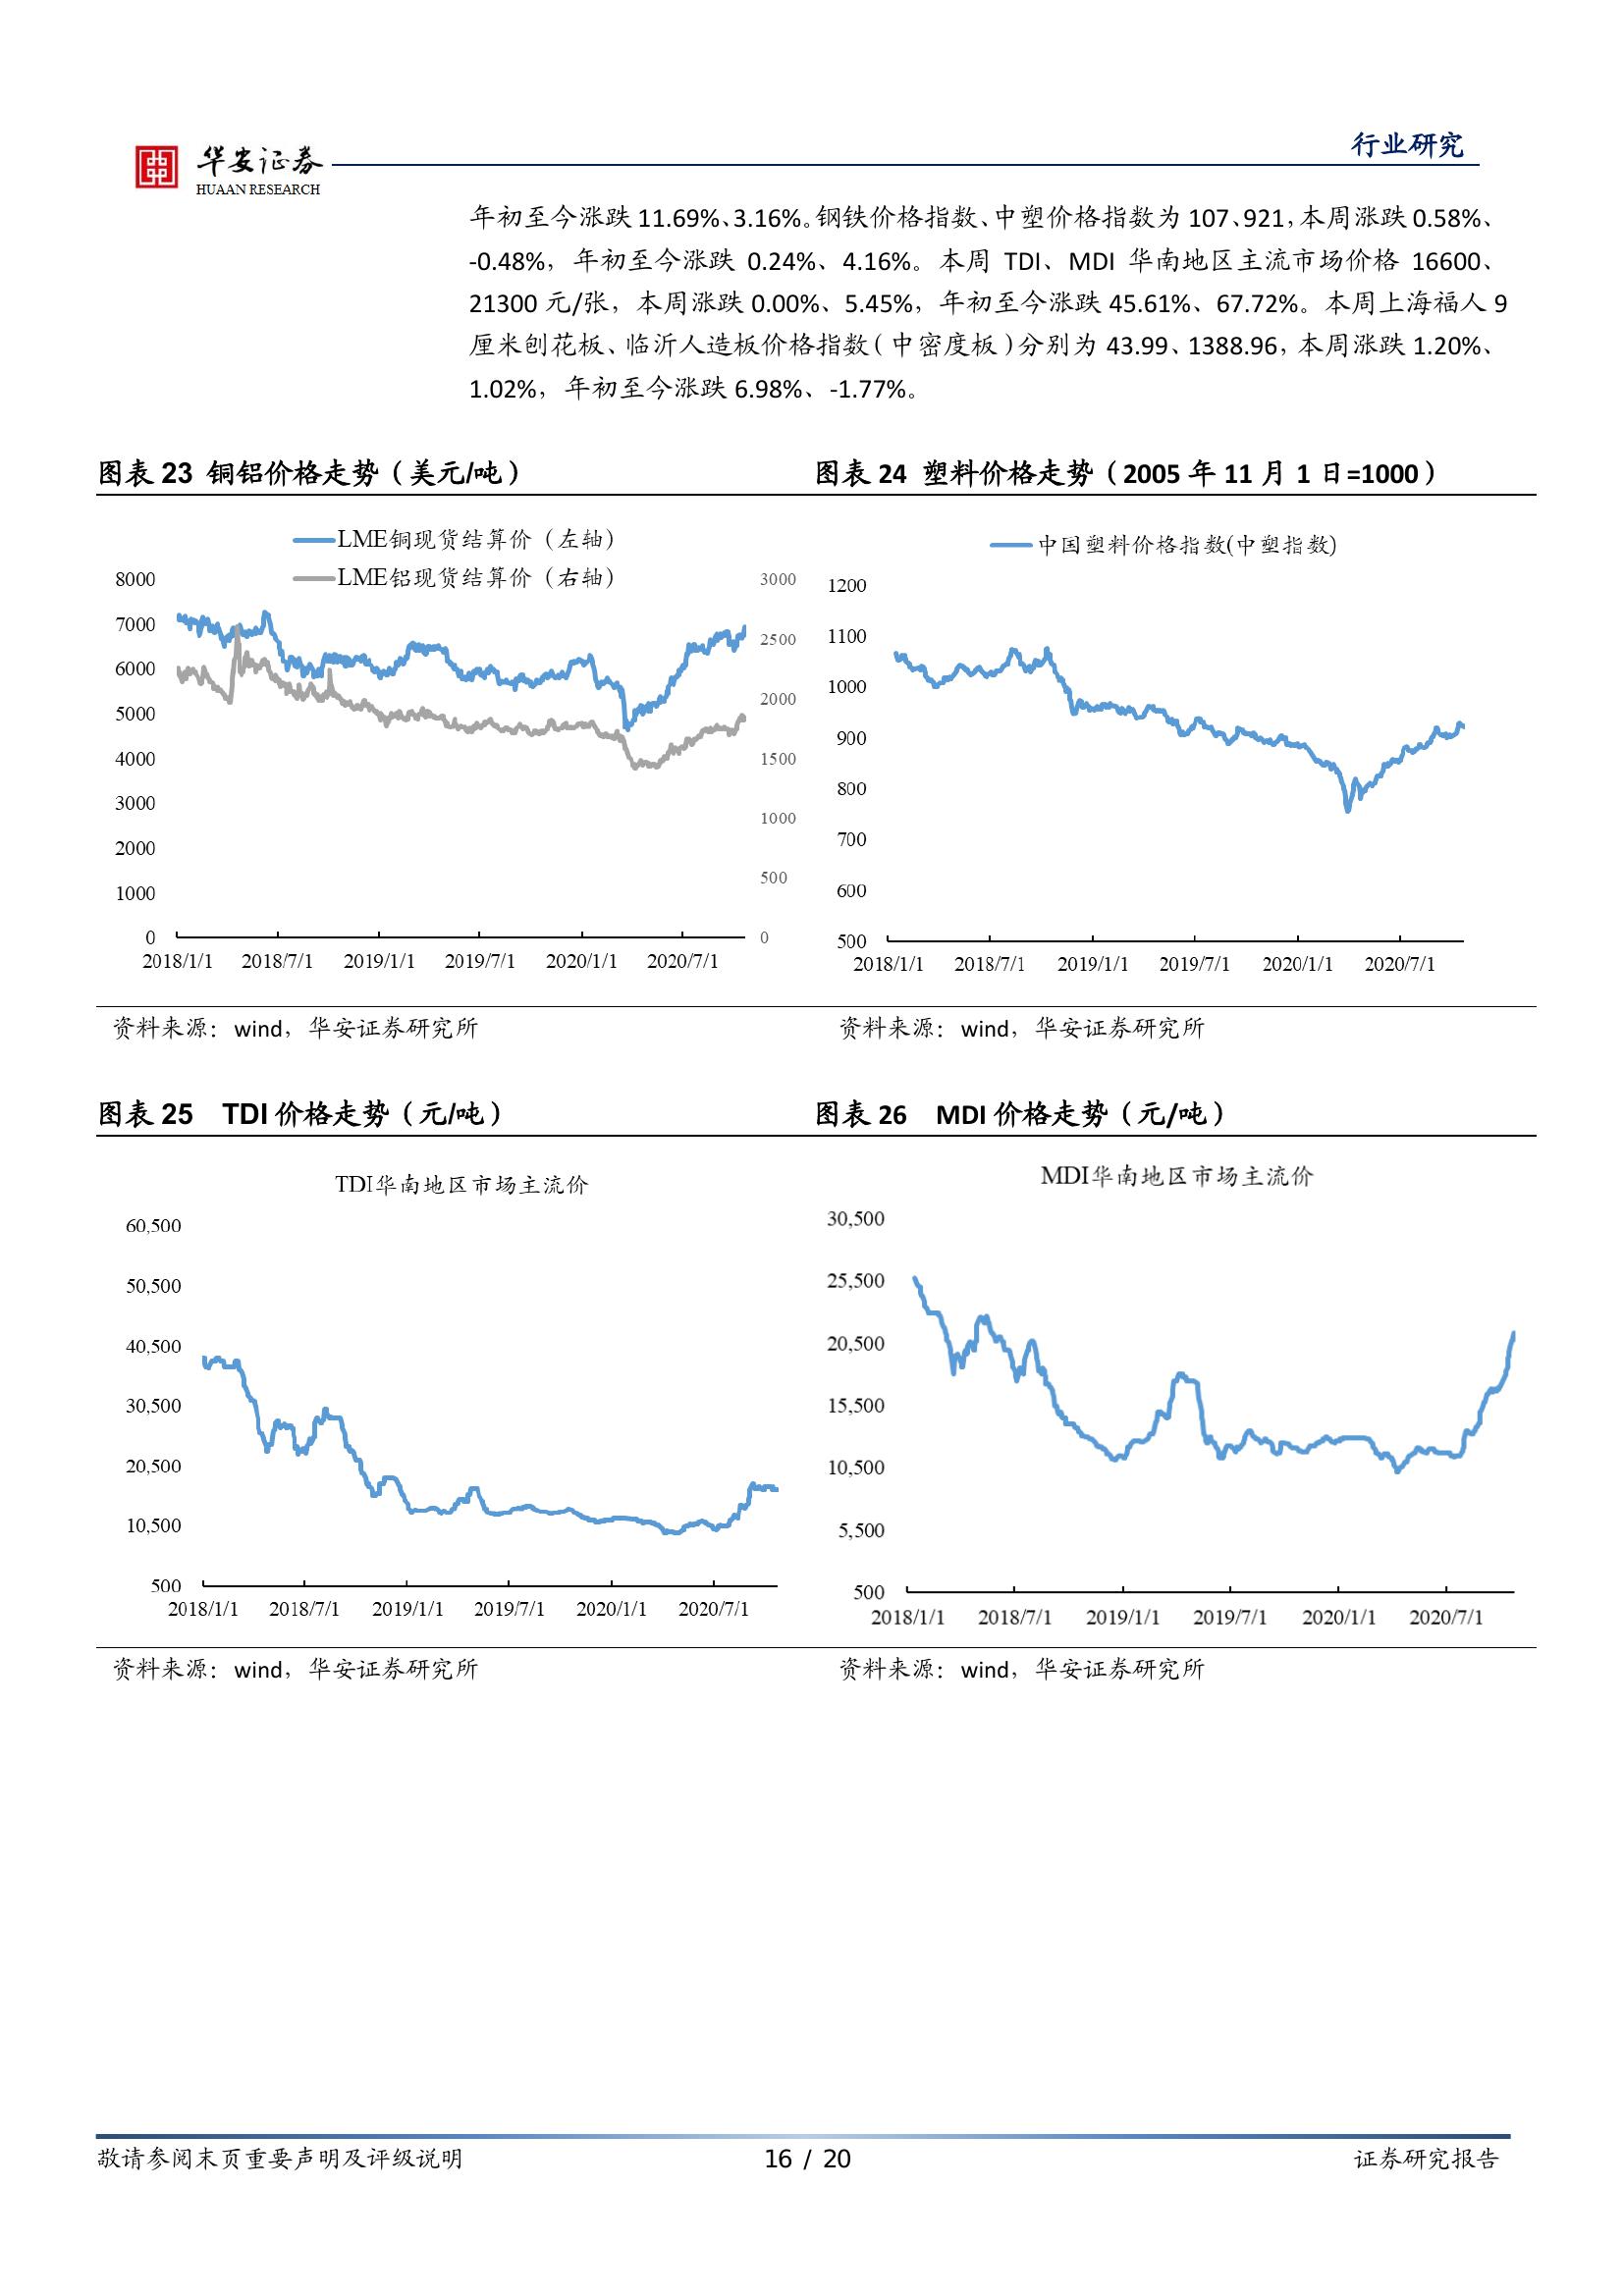 华安证券
HUAAN RESEARCH
行业研究
年初至今涨跌 11.69%、3.16%。钢铁价格指数、中塑价格指数为 107、921，本周涨跌 0.58%、
-0.48%，年初至今涨跌 0.24%、4.16%。本周 TDI、MDI 华南地区主流市场价格 16600、
21300 元/张，本周涨跌 0.00%、5.45%，年初至今涨跌 45.61%、67.72%。本周上海福人 9
厘米刨花板、临沂人造板价格指数（中密度板）分别为 43.99、1388.96，本周涨跌 1.20%、
1.02%，年初至今涨跌 6.98%、-1.77%。
图表 23 铜铝价格走势（美元/吨）
LME铜现货结算价（左轴）
LME铝现货结算价（右轴）
8000
7000
6000
5000
4000
3000
2000
1000
0
3000
2500
2000
1500
1000
500
0
2018/1/1 2018/7/1 2019/1/1 2019/7/1 2020/1/1 2020/7/1
资料来源：wind，华安证券研究所
图表 24 塑料价格走势（2005 年 11 月 1 日=1000）
中国塑料价格指数(中塑指数)
1200
1100
1000
900
800
700
600
500
2018/1/1 2018/7/1 2019/1/1 2019/7/1 2020/1/1 2020/7/1
资料来源：wind，华安证券研究所
图表 25 TDI 价格走势（元/吨）
TDI华南地区市场主流价
60,500
50,500
40,500
30,500
20,500
10,500
500
2018/1/1 2018/7/1 2019/1/1 2019/7/1 2020/1/1 2020/7/1
资料来源：wind，华安证券研究所
图表 26 MDI 价格走势（元/吨）
MDI华南地区市场主流价
30,500
25,500
20,500
15,500
10,500
5,500
500
2018/1/1 2018/7/1 2019/1/1 2019/7/1 2020/1/1 2020/7/1
资料来源：wind，华安证券研究所
敬请参阅末页重要声明及评级说明
16 / 20
证券研究报告